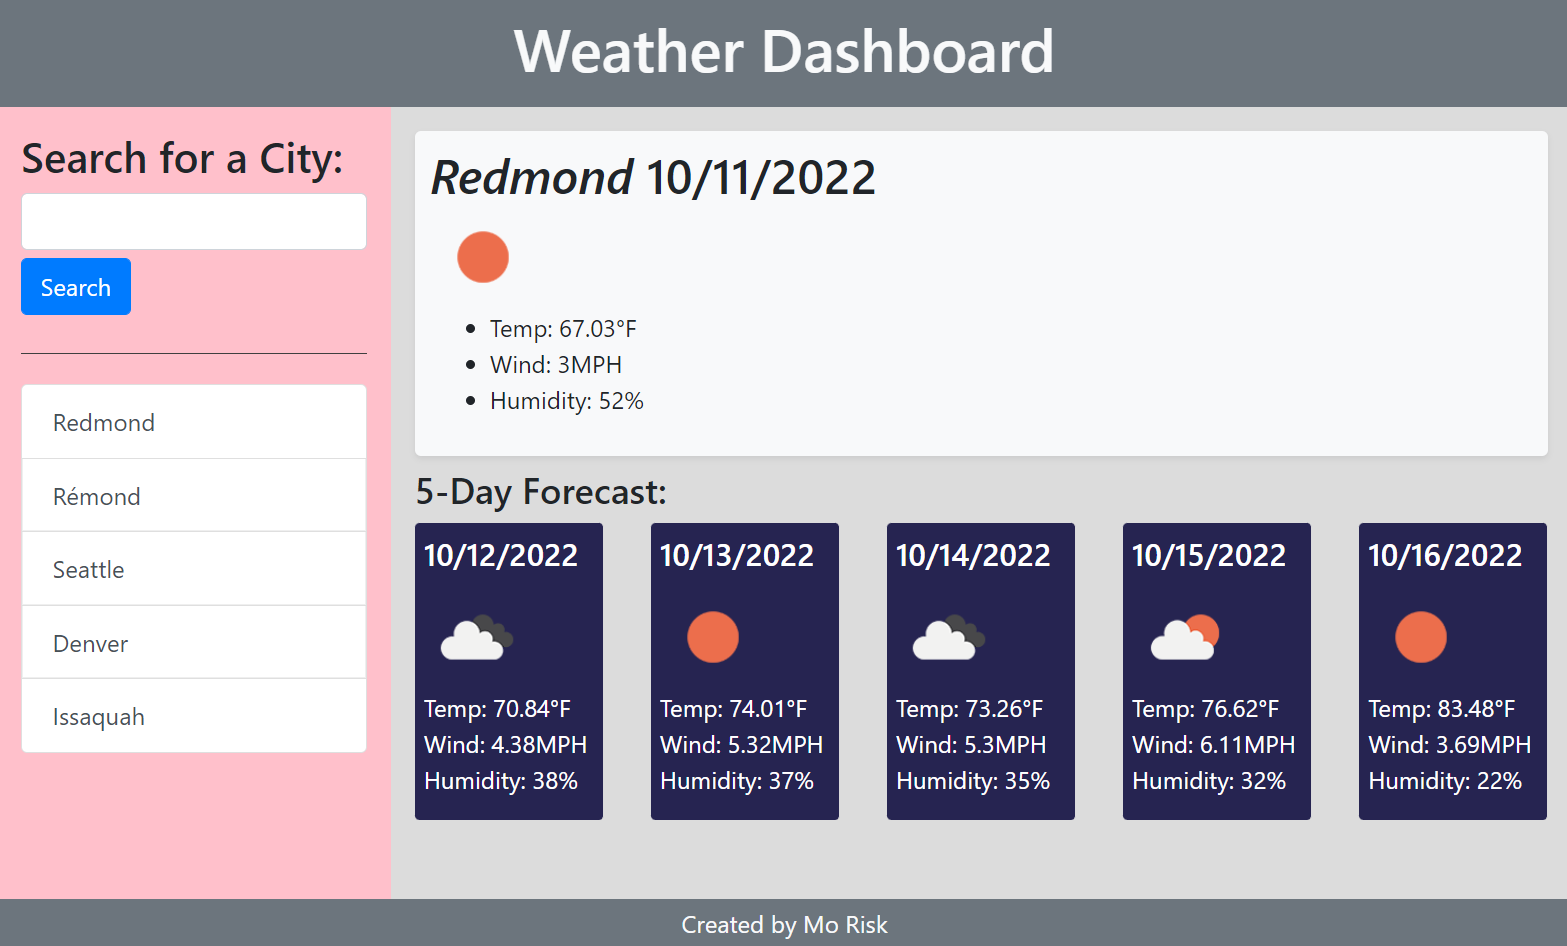 Weather Dashboard
Search for a City:
Search
Redmond
Rémond
Seattle
Denver
Issaquah
Redmond 10/11/2022
Temp: 67.03°F
Wind: 3MPH
Humidity: 52%
5-Day Forecast:
10/12/2022
Temp: 70.84°F
Wind: 4.38MPH
Humidity: 38%
10/13/2022
Temp: 74.01°F
Wind: 5.32MPH
Humidity: 37%
10/14/2022
Temp: 73.26°F
Wind: 5.3MPH
Humidity: 35%
10/15/2022
Temp: 76.62°F
Wind: 6.11MPH
Humidity: 32%
10/16/2022
Temp: 83.48°F
Wind: 3.69MPH
Humidity: 22%
Created by Mo Risk